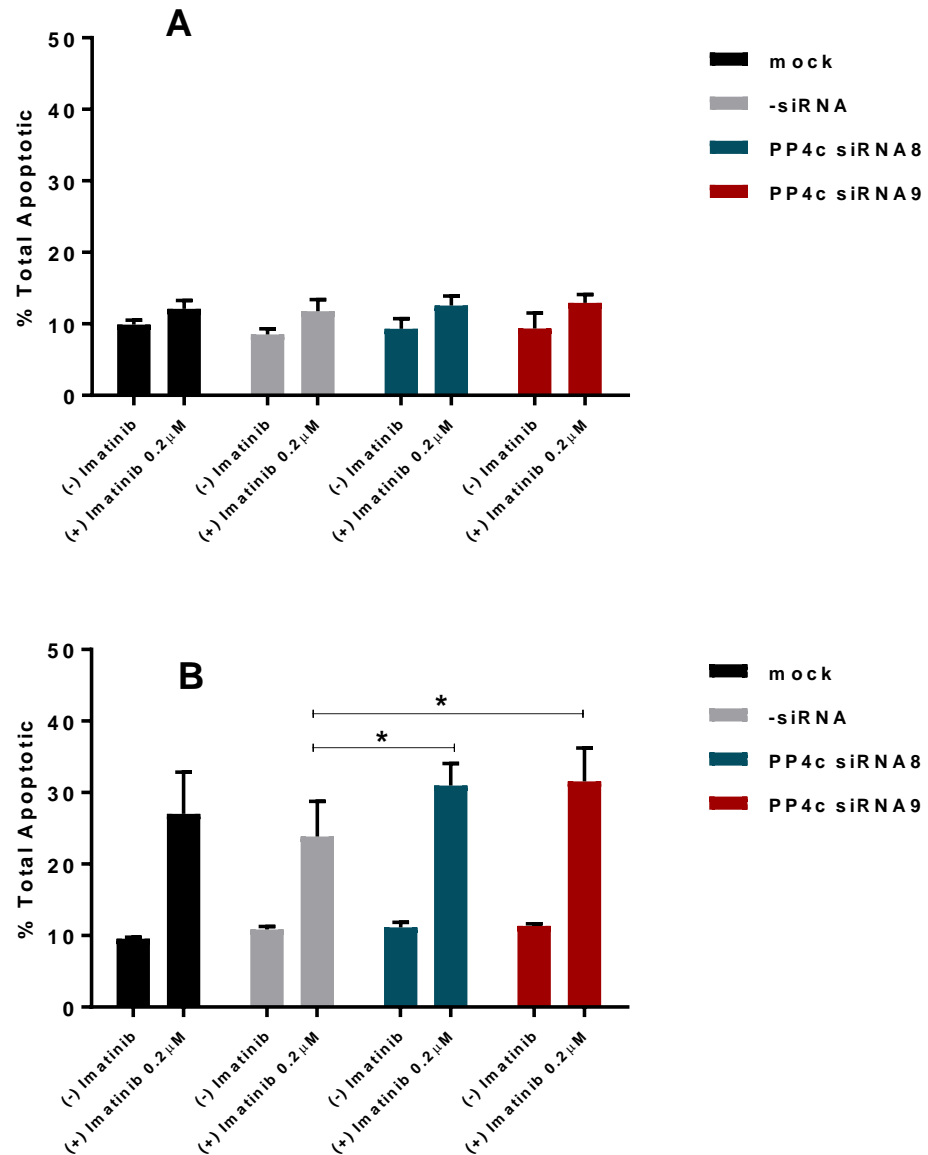 A
50
40
30
20
10
0
% Total Apoptotic
(-) Imatinib
(+) Imatinib 0.2μM
(-) Imatinib
(+) Imatinib 0.2μM
(-) Imatinib
(+) Imatinib 0.2μM
(-) Imatinib
(+) Imatinib 0.2μM
mock
-siRNA
PP4c siRNA8
PP4c siRNA9
B
50
40
30
20
10
0
% Total Apoptotic
*
*
(-) Imatinib
(+) Imatinib 0.2μM
(-) Imatinib
(+) Imatinib 0.2μM
(-) Imatinib
(+) Imatinib 0.2μM
(-) Imatinib
(+) Imatinib 0.2μM
mock
-siRNA
PP4c siRNA8
PP4c siRNA9